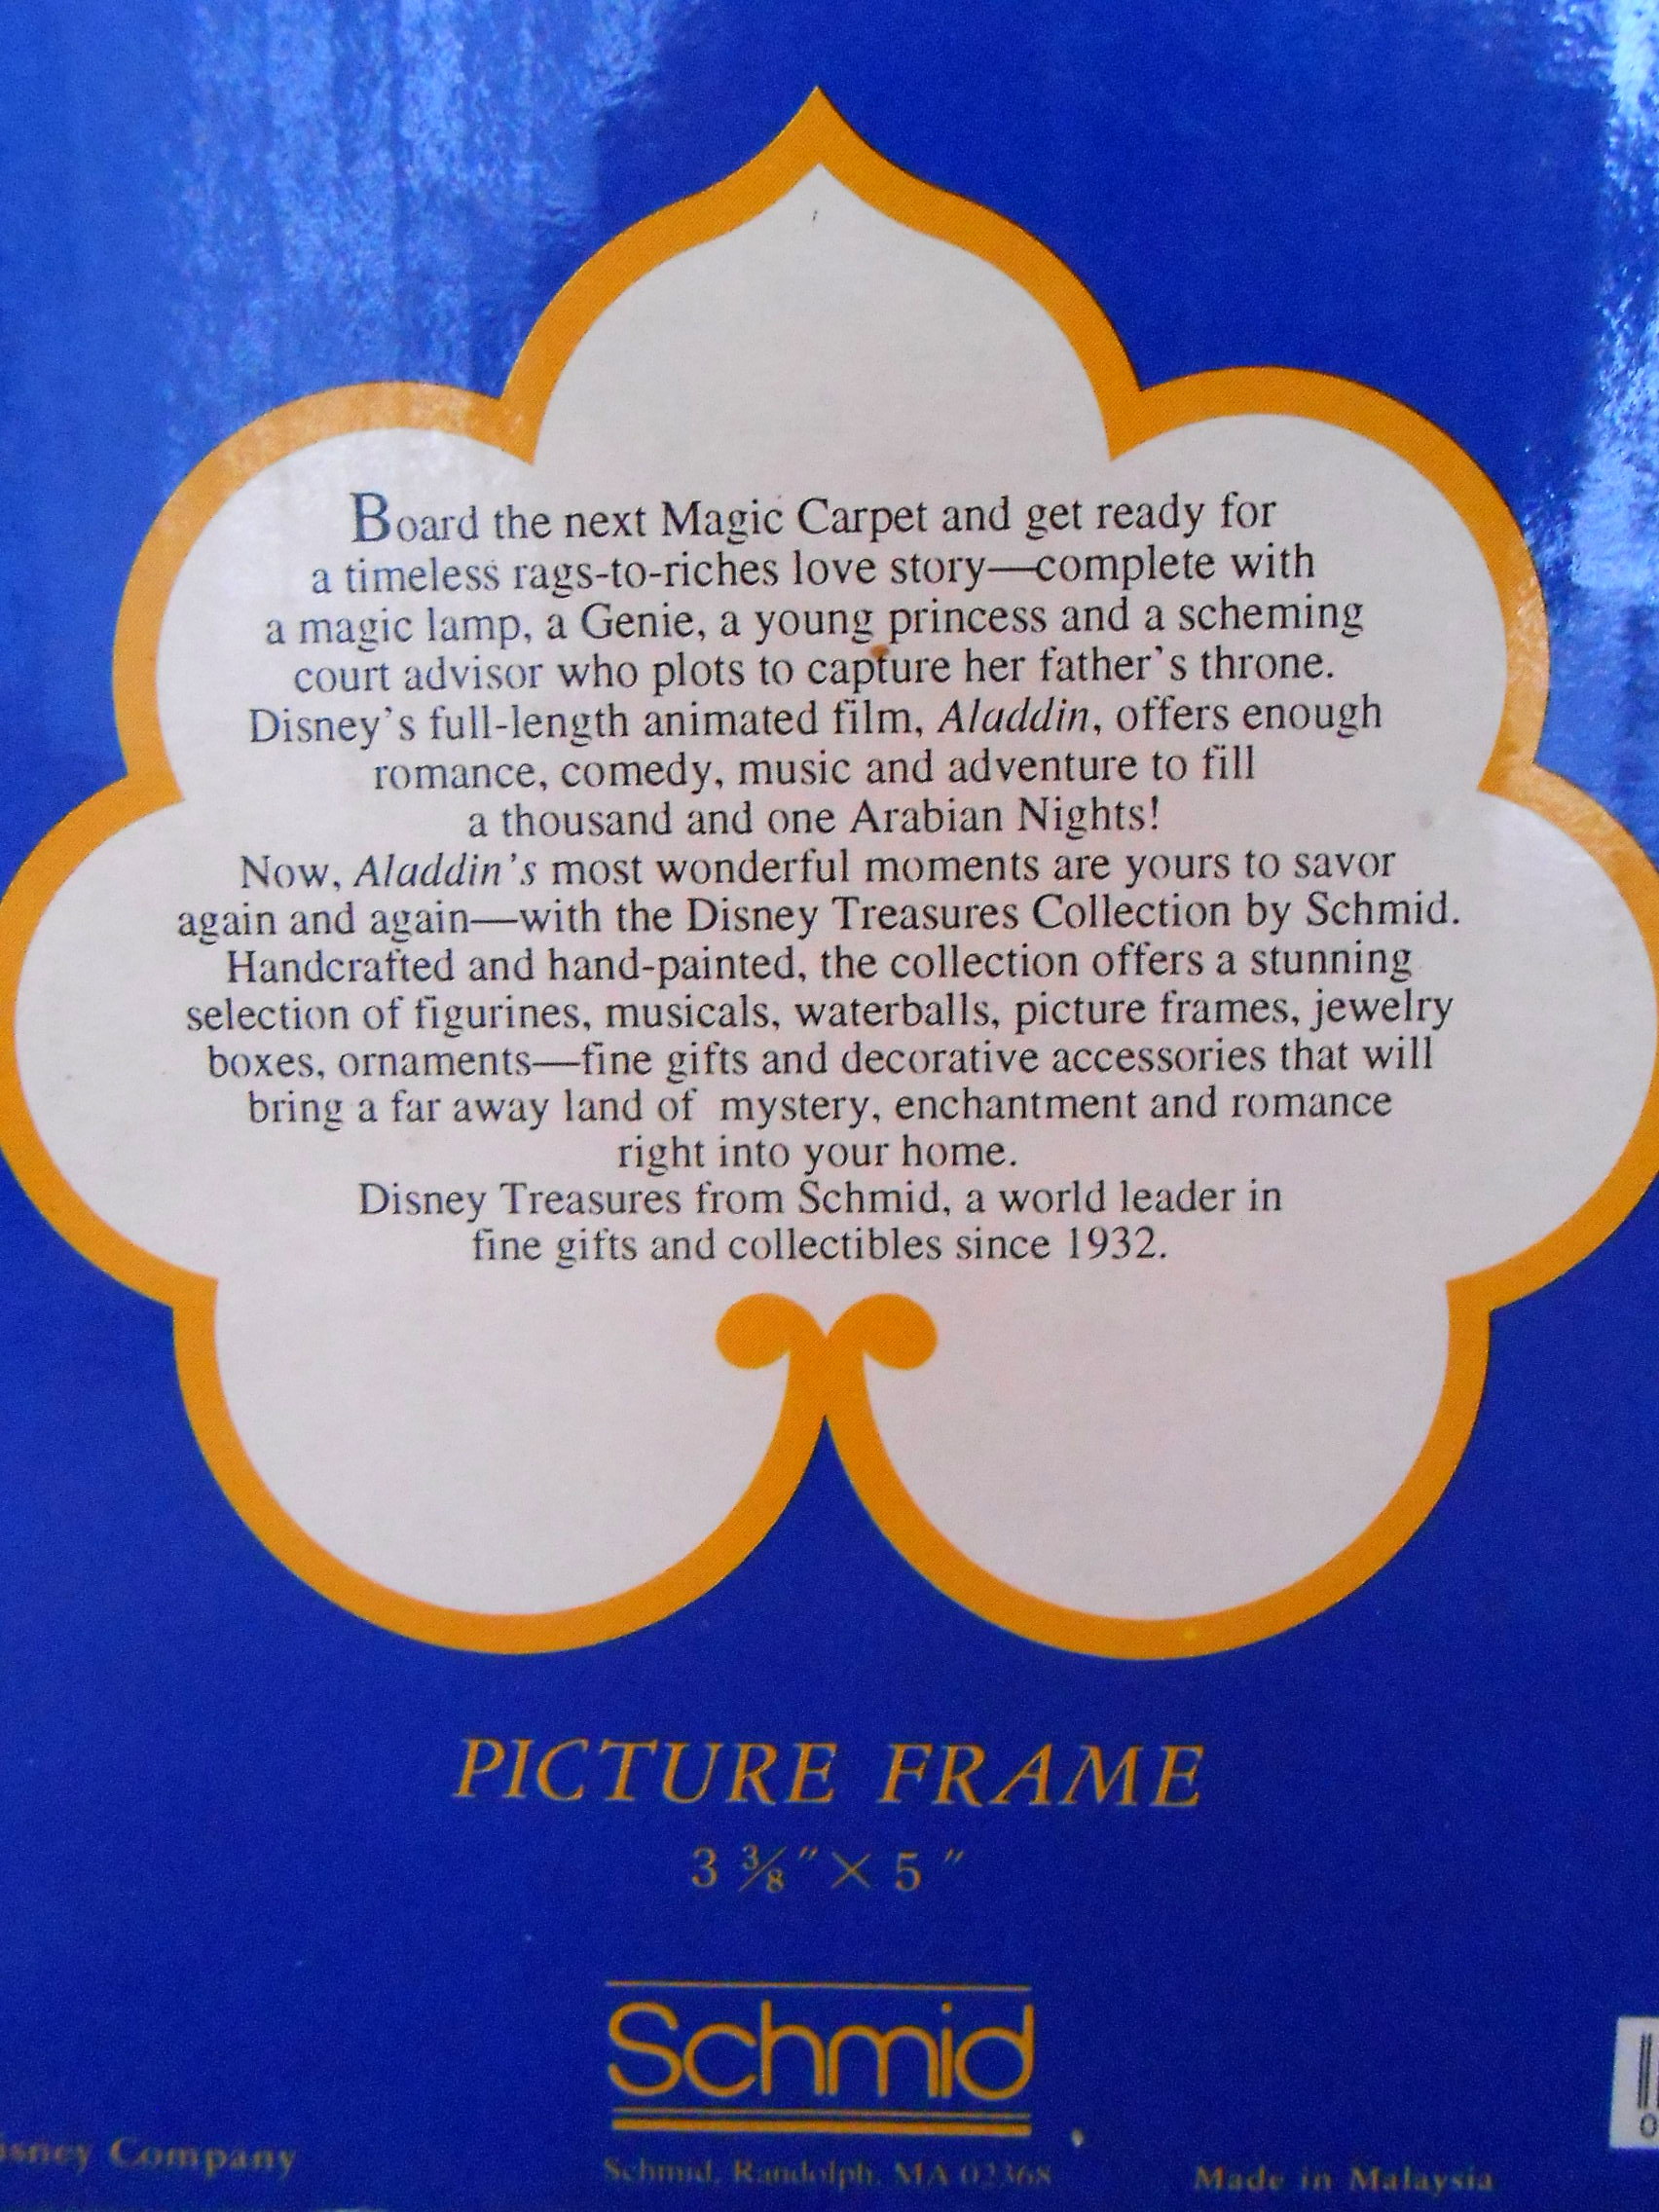 Board the next Magic Carpet and get ready for
a timeless rags-to-riches love story—complete with
a magic lamp, a Genie, a young princess and a scheming
court advisor who plots to capture her father's throne.
Disney's full-length animated film, Aladdin, offers enough
romance, comedy, music and adventure to fill
a thousand and one Arabian Nights!
Now, Aladdin's most wonderful moments are yours to savor
again and again—with the Disney Treasures Collection by Schmid.
Handcrafted and hand-painted, the collection offers a stunning
selection of figurines, musicals, waterballs, picture frames, jewelry
boxes, ornaments—fine gifts and decorative accessories that will
bring a far away land of mystery, enchantment and romance
right into your home.
Disney Treasures from Schmid, a world leader in
fine gifts and collectibles since 1932.
PICTURE FRAME
3 ⅜" X 5 "
Schmid
isney Company
Schmid, Randolph, MA 02368
Made in Malaysia
0